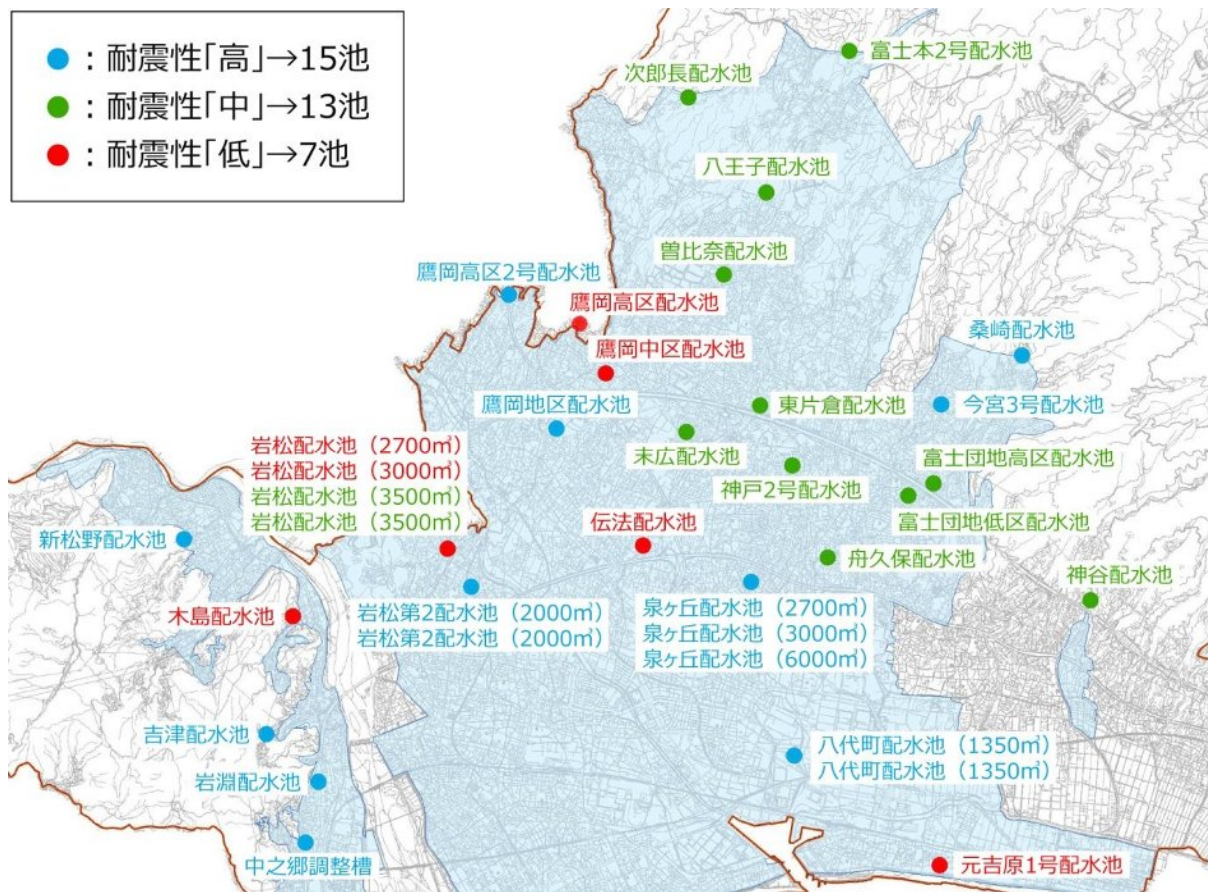 ●：耐震性「高」→15池
●：耐震性「中」→13池
●：耐震性「低」→7池
富士本2号配水池
次郎長配水池
八王子配水池
曽比奈配水池
鷹岡高区2号配水池
鷹岡高区配水池
鷹岡中区配水池
桑崎配水池
鷹岡地区配水池
東片倉配水池
今宮3号配水池
岩松配水池（2700㎥）
岩松配水池（3000㎥）
岩松配水池（3500㎥）
岩松配水池（3500㎥）
末広配水池
富士団地高区配水池
神戸2号配水池
富士団地低区配水池
伝法配水池
新松野配水池
舟久保配水池
神谷配水池
木島配水池
岩松第2配水池（2000㎥）
岩松第2配水池（2000㎥）
泉ヶ丘配水池（2700㎥）
泉ヶ丘配水池（3000㎥）
泉ヶ丘配水池（6000㎥）
吉津配水池
八代町配水池（1350㎥）
八代町配水池（1350㎥）
岩淵配水池
中之郷調整槽
元吉原1号配水池